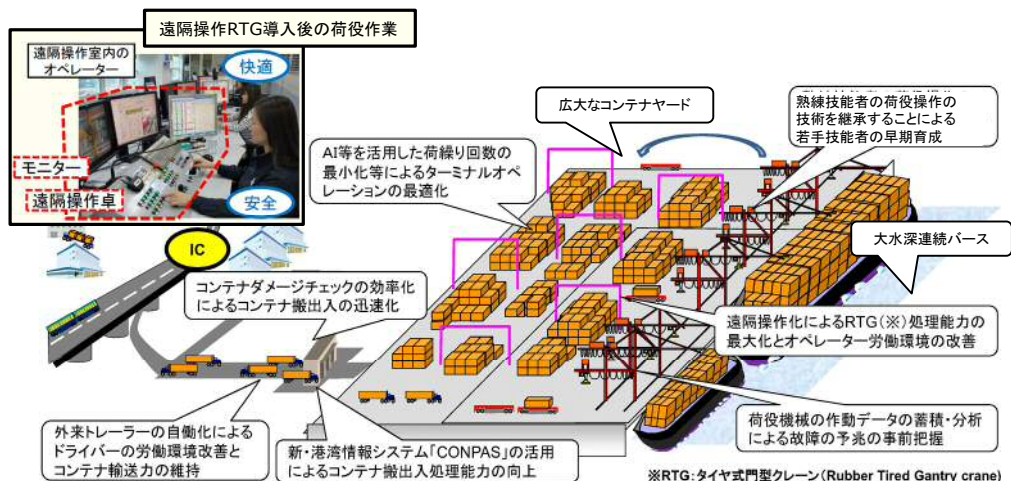 遠隔操作RTG導入後の荷役作業
遠隔操作室内の
オペレーター
快適
モニター
遠隔操作卓
安全
広大なコンテナヤード
熟練技能者の荷役操作の
技術を継承することによる
若手技能者の早期育成
AI等を活用した荷繰り回数の
最小化等によるターミナルオペ
レーションの最適化
大水深連続バース
IC
コンテナダメージチェックの効率化
によるコンテナ搬出入の迅速化
遠隔操作化によるRTG(※)処理能力の
最大化とオペレーター労働環境の改善
外来トレーラーの自働化による
ドライバーの労働環境改善と
コンテナ輸送力の維持
新・港湾情報システム「CONPAS」の活用
によるコンテナ搬出入処理能力の向上
荷役機械の作動データの蓄積・分析
による故障の予兆の事前把握
※RTG:タイヤ式門型クレーン(Rubber Tired Gantry crane)